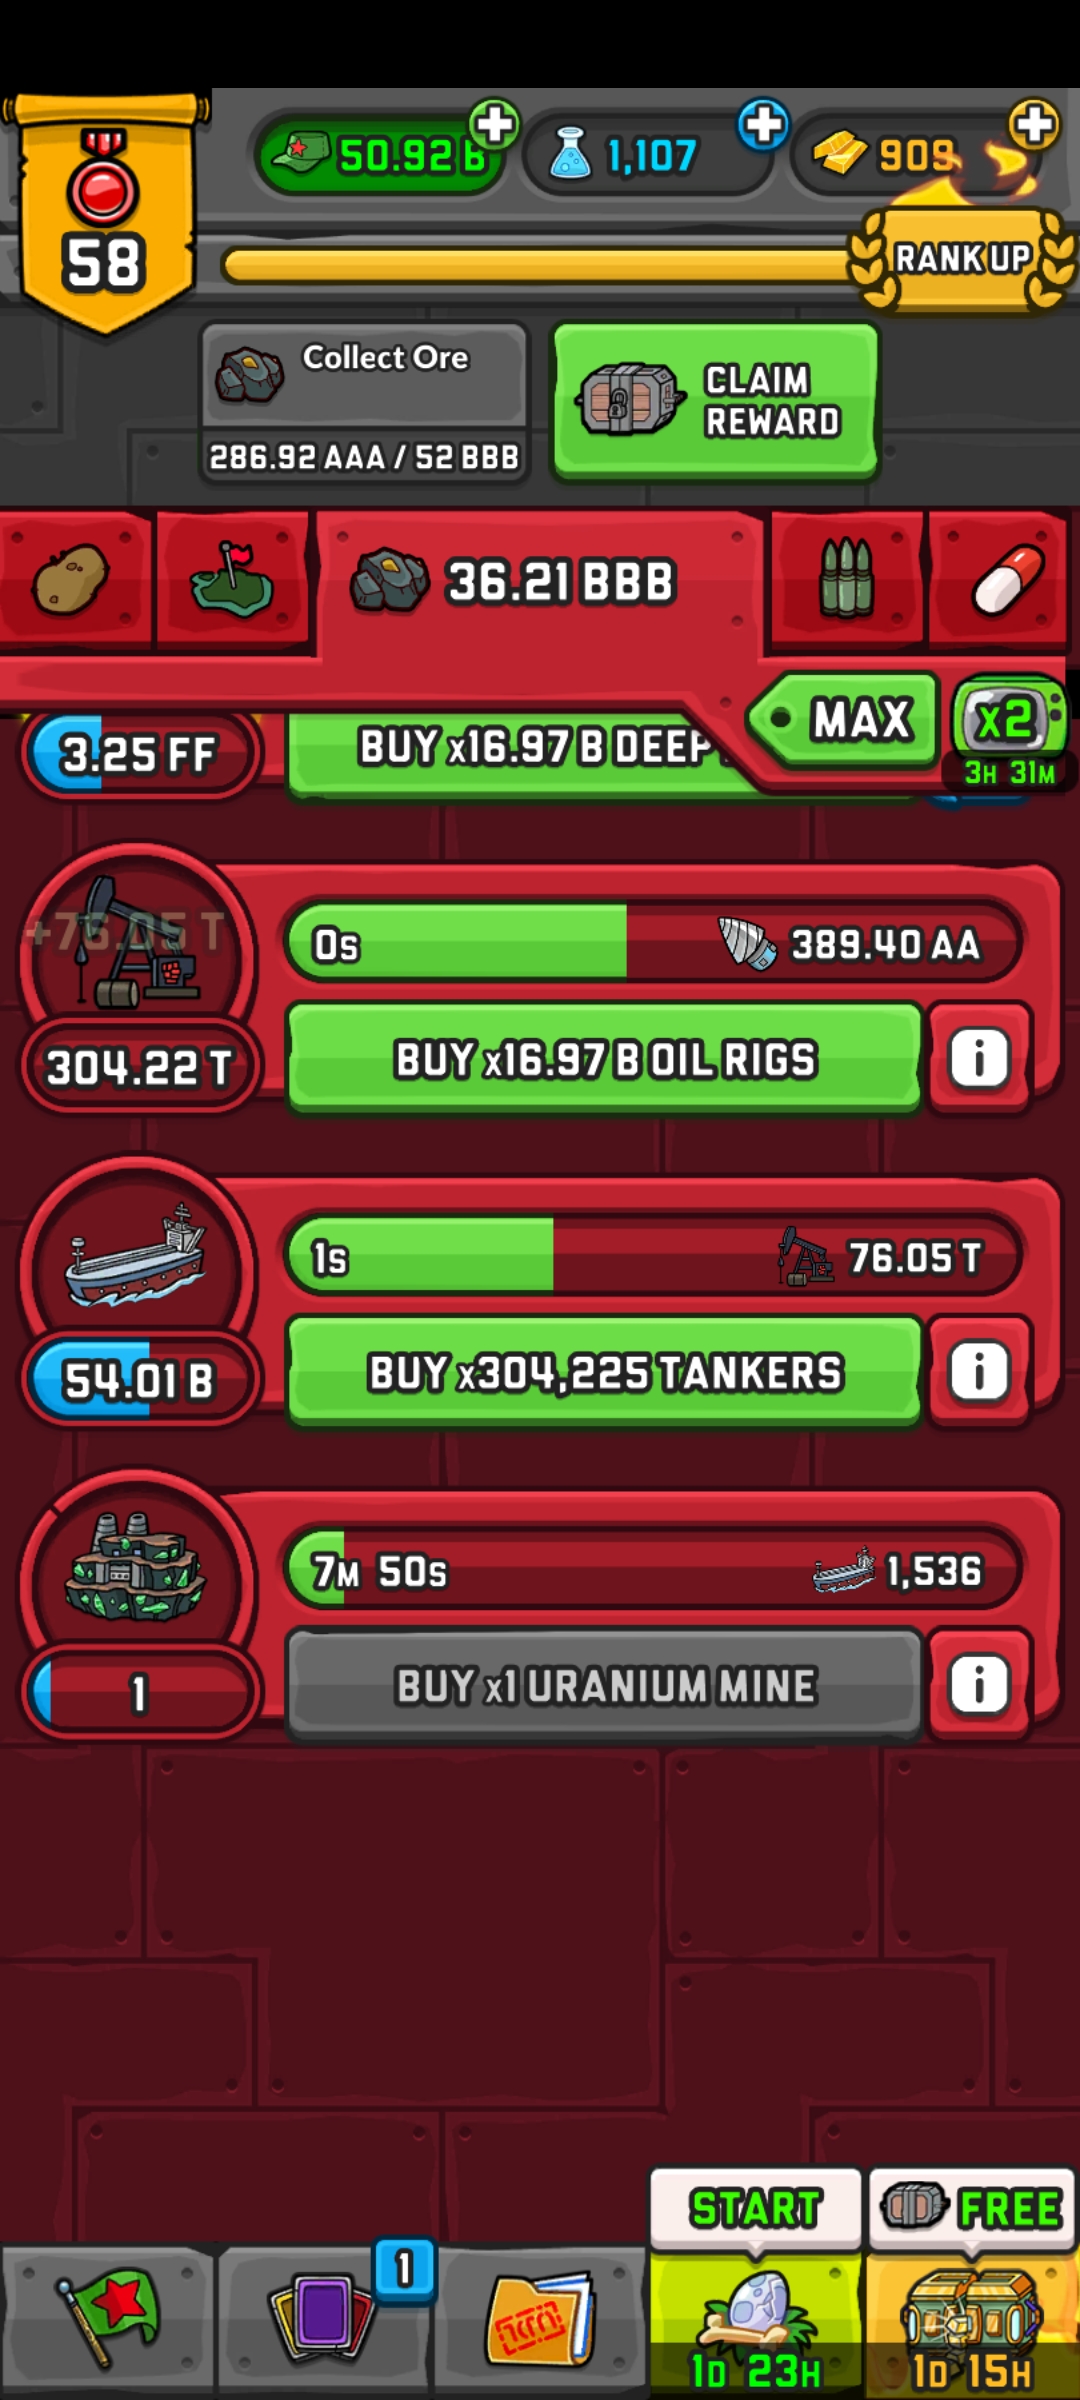 58
50.92 B
1,107
909
RANK UP
Collect Ore
286.92 AAA / 52 BBB
CLAIM
REWARD
36.21 BBB
MAX
x2
3H 31M
3.25 FF
BUY x16.97 B DEEP
+76.05 T
0s
389.40 AA
304.22 T
BUY x16.97 B OIL RIGS
i
1s
76.05 T
54.01 B
BUY x304,225 TANKERS
i
7M 50s
1,536
1
BUY x1 URANIUM MINE
i
START
FREE
1
1D 23H
1D 15H